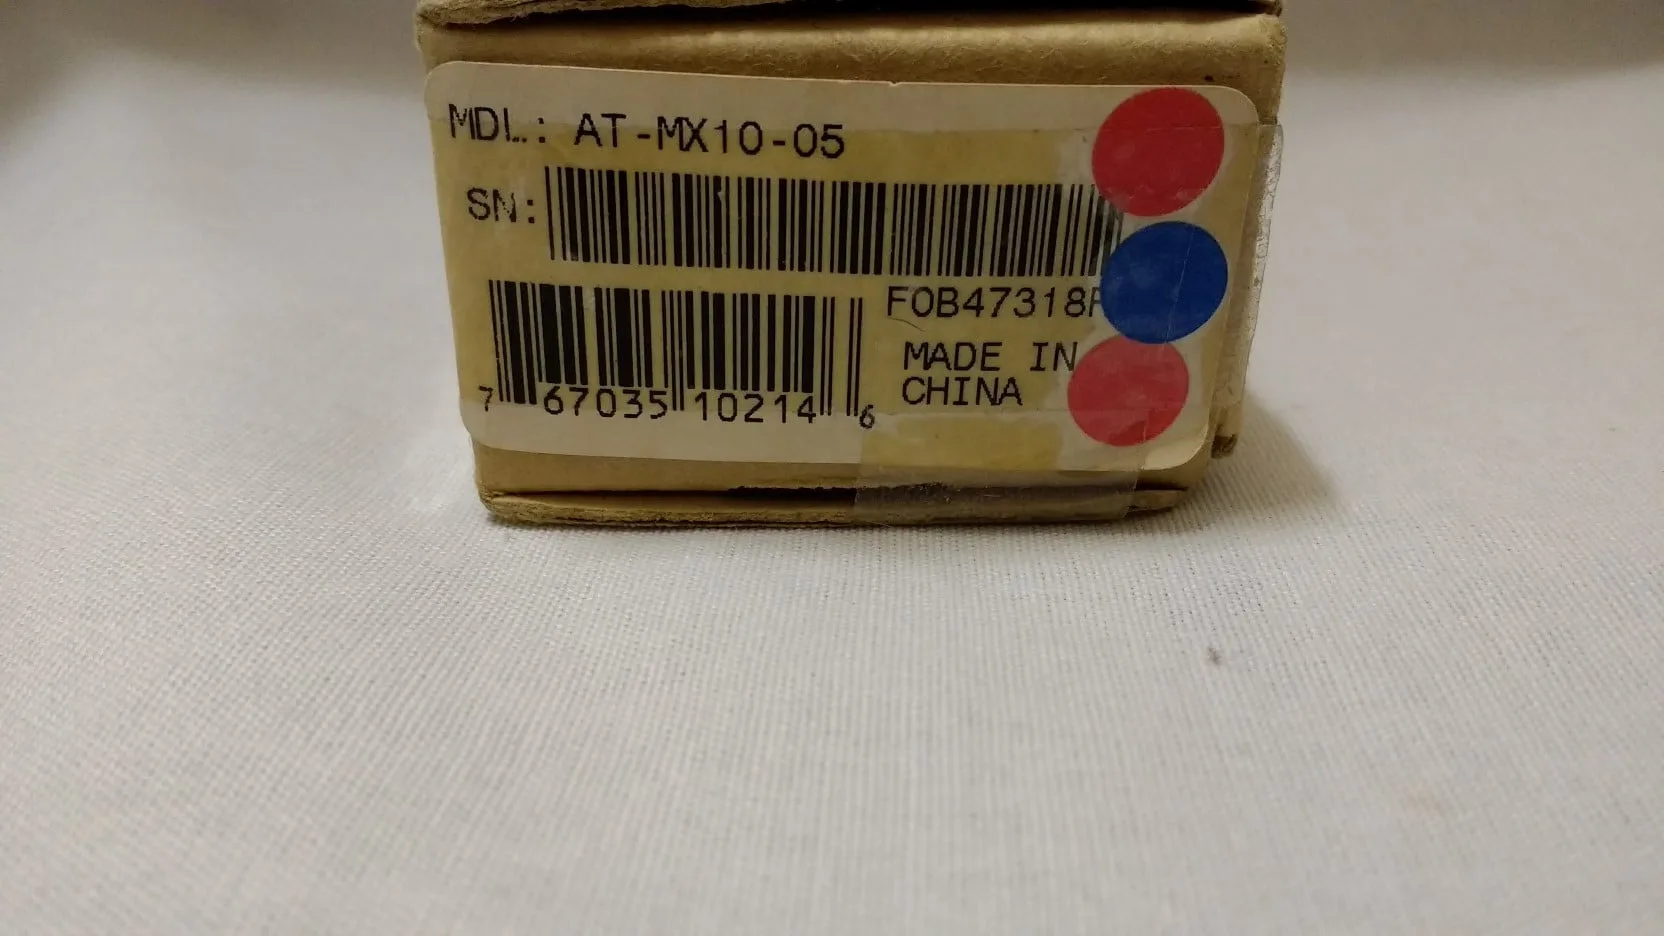 MDL.: AT-MX10-05
SN:
F0B47318
MADE IN
CHINA
7 67035 10214 6